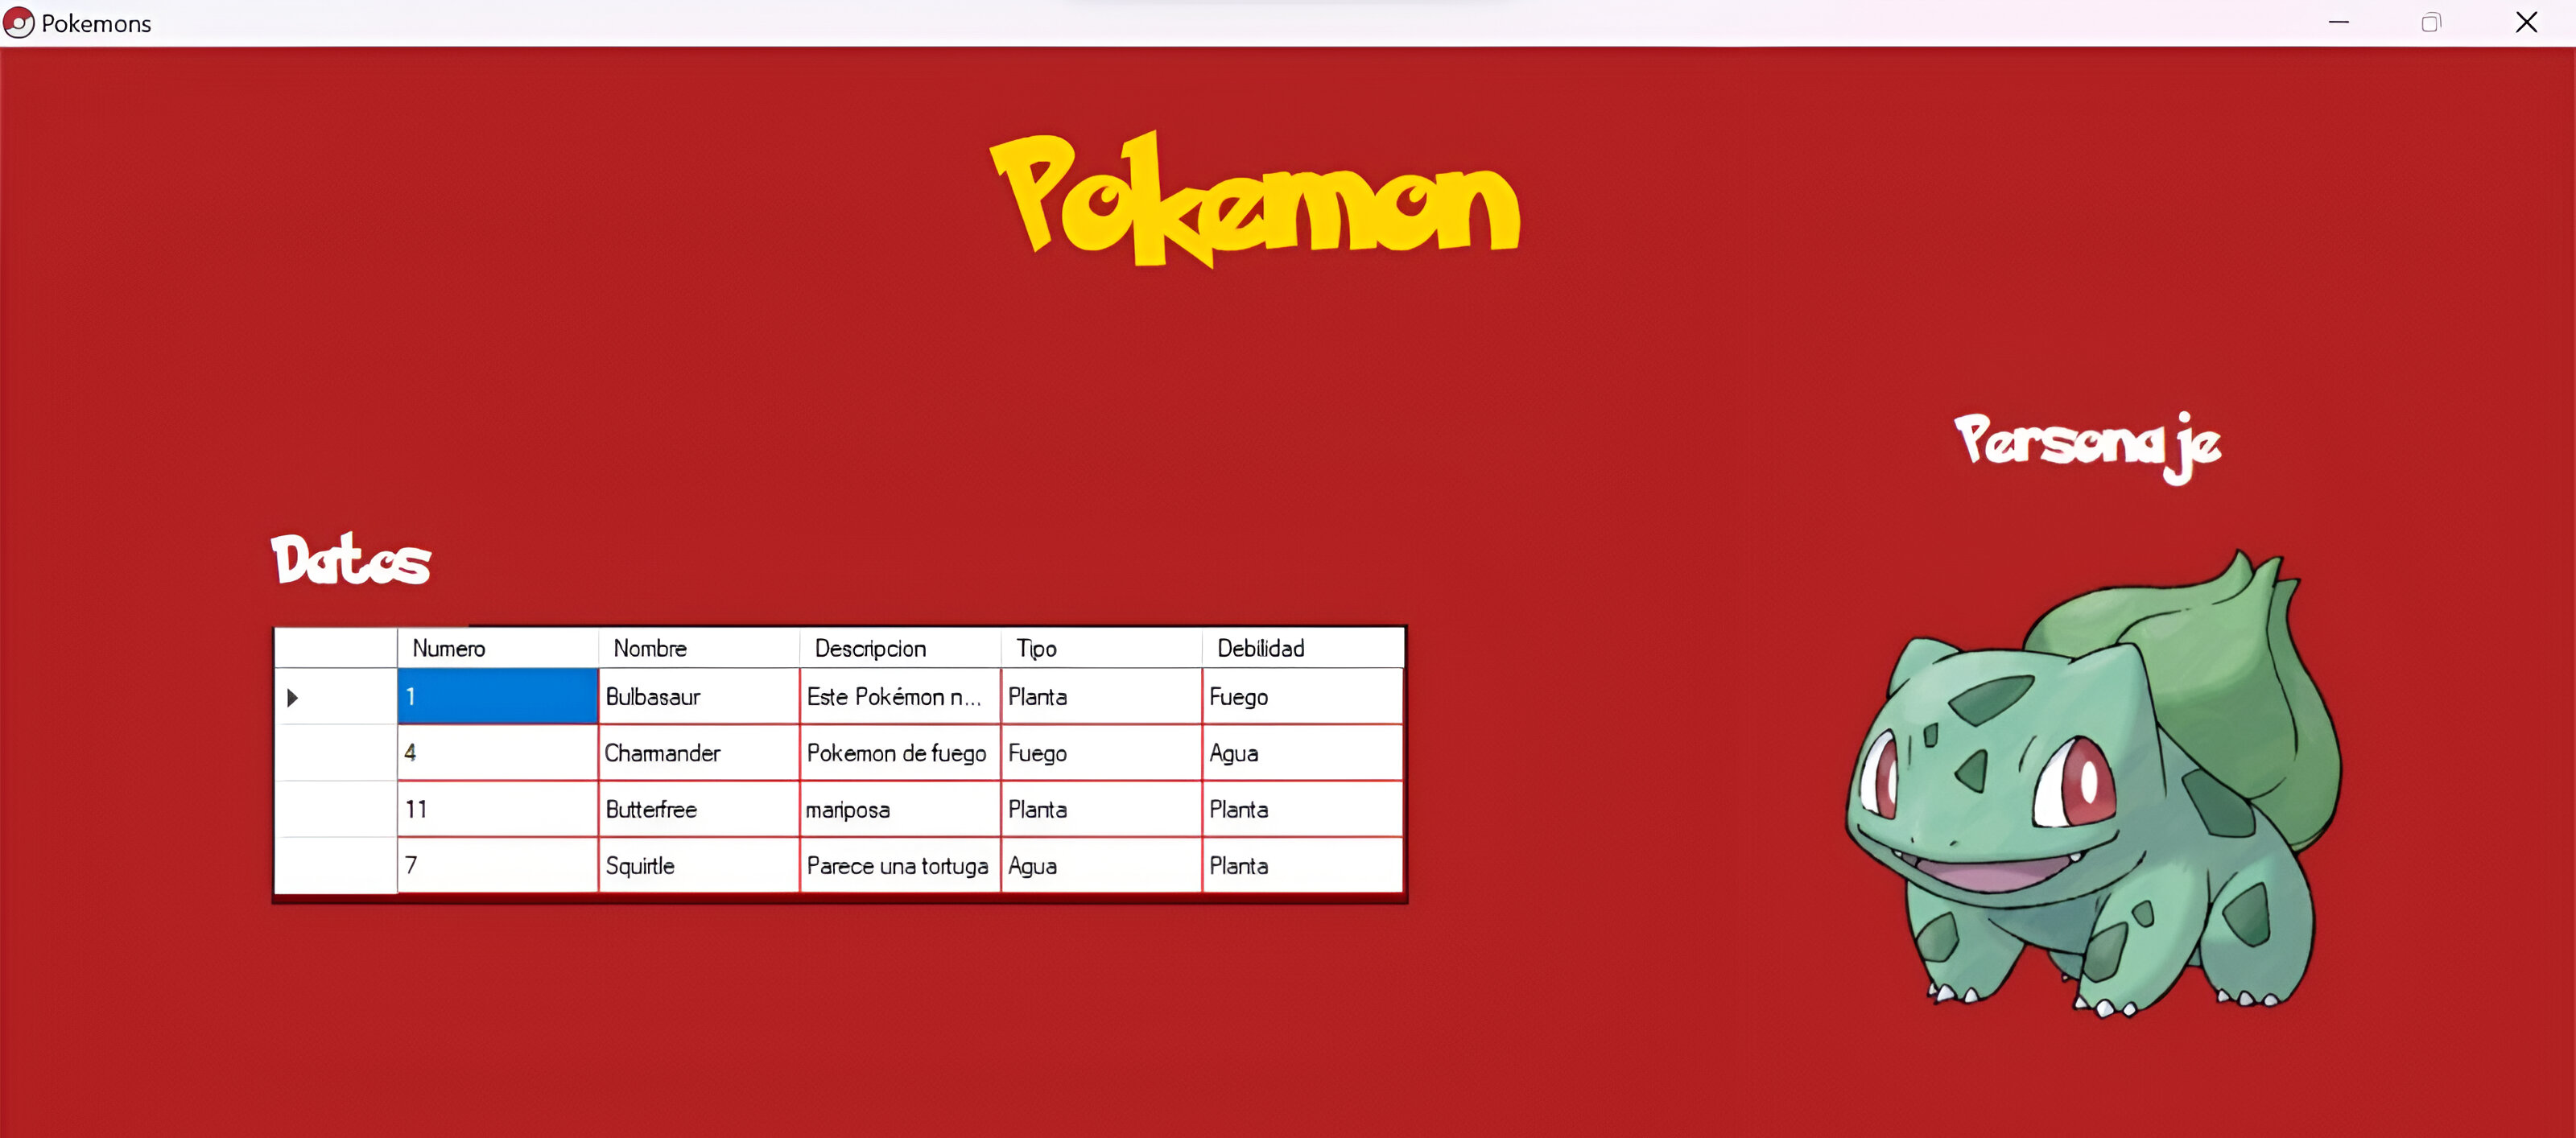 Pokemons
Pokemon
Personaje
Datos
Numero Nombre Descripcion Tipo Debilidad
1 Bulbasaur Este Pokémon n... Planta Fuego
4 Charmander Pokemon de fuego Fuego Agua
11 Butterfree mariposa Planta Planta
7 Squirtle Parece una tortuga Agua Planta